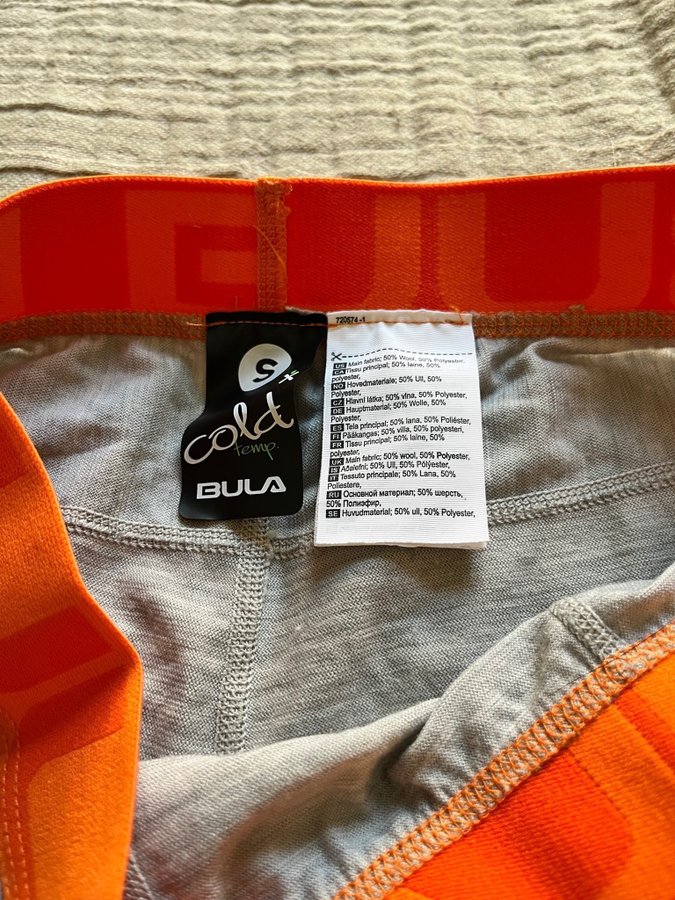 720574-1
S
cold
temp.
BULA
US Main fabric; 50% Wool, 50% Polyester,
CA Tissu principal; 50% laine, 50%
polyester,
NO Hovedmateriale; 50% Ull, 50%
Polyester,
CZ Hlavní látka; 50% vlna, 50% polyester,
DE Hauptmaterial; 50% Wolle, 50%
Polyester,
ES Tela principal; 50% lana, 50% Poliéster,
FI Pääkangas; 50% villa, 50% polyesteri,
FR Tissu principal; 50% laine, 50%
polyester,
UK Main fabric; 50% wool, 50% Polyester,
IS Aðalefni; 50% Ull, 50% Pólýester,
IT Tessuto principale; 50% Lana, 50%
Poliestere,
RU Основной материал; 50% шерсть,
50% Полиэфир,
SE Huvudmaterial; 50% ull, 50% Polyester,